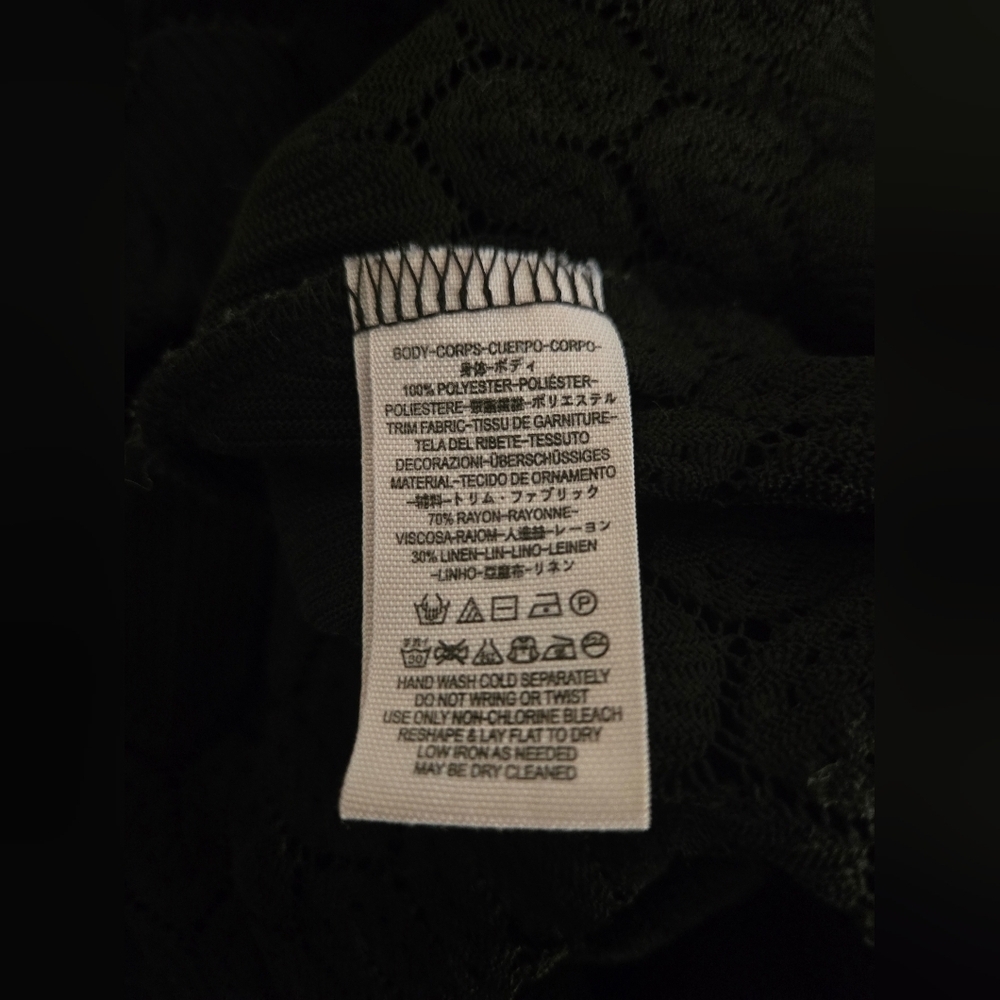 BODY-CORPS-CUERPO-CORPO-
身体-ボディ
100% POLYESTER-POLIÉSTER-
POLIESTERE-聚酯纖維-ポリエステル
TRIM FABRIC-TISSU DE GARNITURE-
TELA DEL RIBETE-TESSUTO
DECORAZIONI-ÜBERSCHÜSSIGES
MATERIAL-TECIDO DE ORNAMENTO
-輔料-トリム・ファブリック
70% RAYON-RAYONNE-
VISCOSA-RAIOM-人造絲-レーヨン
30% LINEN-LIN-LINO-LEINEN
-LINHO-亞麻布-リネン
P
30
HAND WASH COLD SEPARATELY
DO NOT WRING OR TWIST
USE ONLY NON-CHLORINE BLEACH
RESHAPE & LAY FLAT TO DRY
LOW IRON AS NEEDED
MAY BE DRY CLEANED